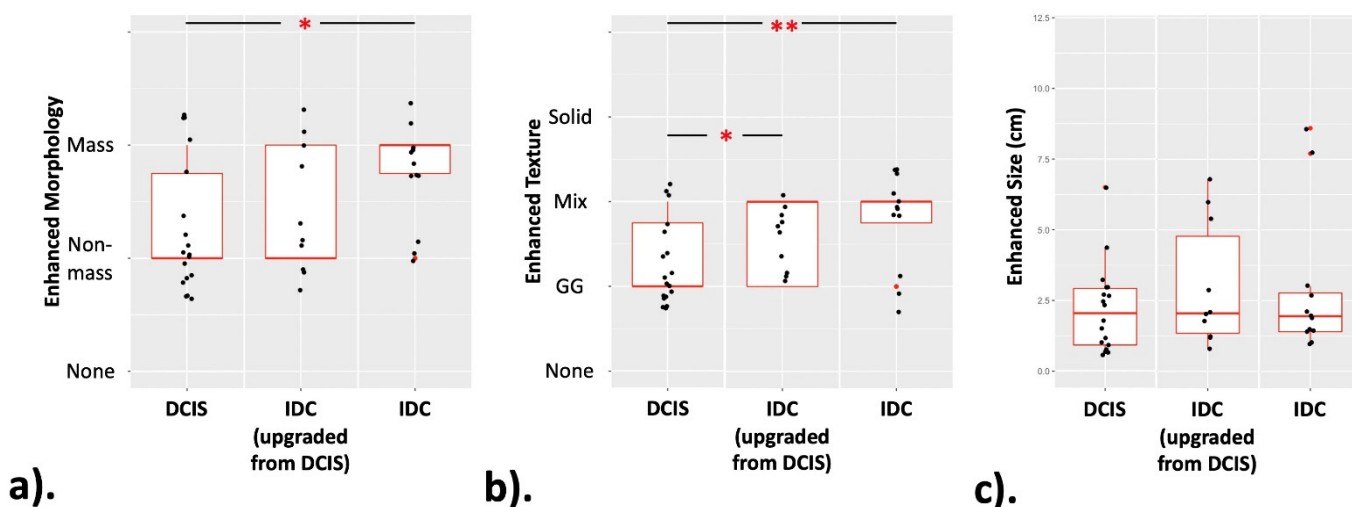 *
Enhanced Morphology
Mass
Non-
mass
None
DCIS
IDC
(upgraded
from DCIS)
IDC
a).
**
*
Enhanced Texture
Solid
Mix
GG
None
DCIS
IDC
(upgraded
from DCIS)
IDC
b).
Enhanced Size (cm)
12.5
10.0
7.5
5.0
2.5
0.0
DCIS
IDC
(upgraded
from DCIS)
IDC
c).